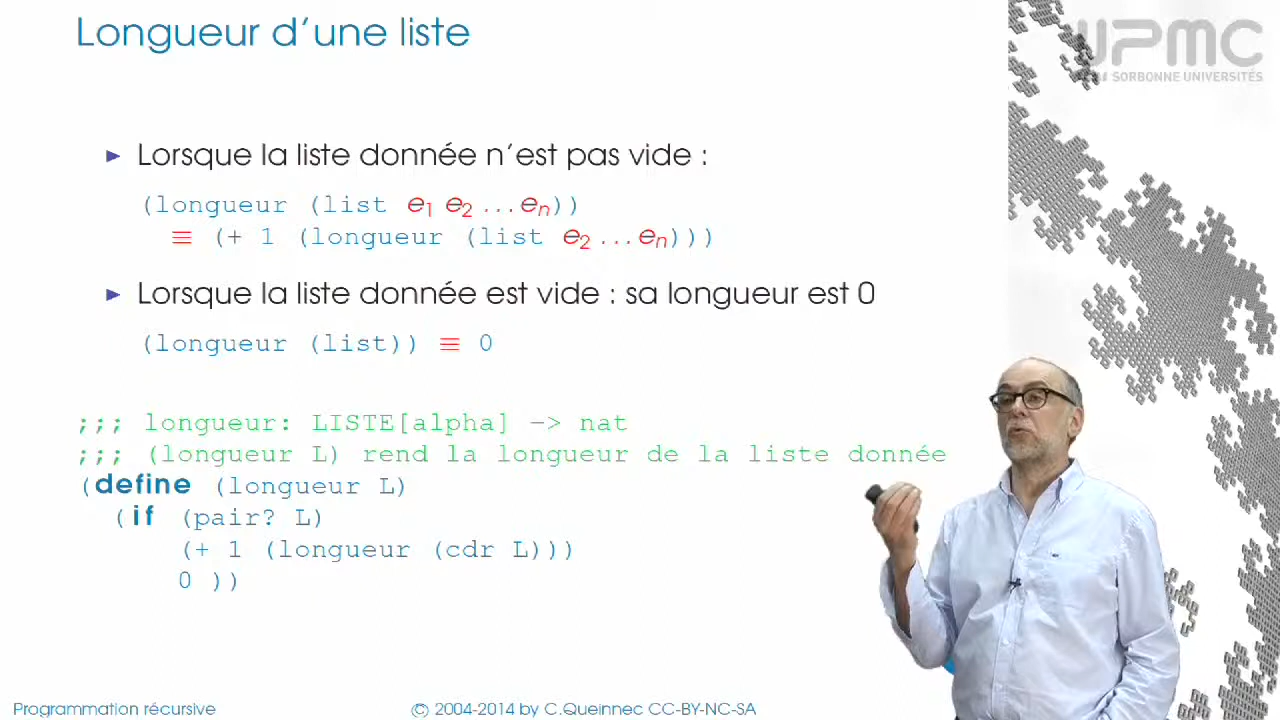 Longueur d'une liste
UPMC
SORBONNE UNIVERSITÉS
▶ Lorsque la liste donnée n'est pas vide :
(longueur (list e1 e2 ...en))
≡ (+ 1 (longueur (list e2 ...en)))
▶ Lorsque la liste donnée est vide : sa longueur est 0
(longueur (list)) ≡ 0
;;; longueur: LISTE[alpha] -> nat
;;; (longueur L) rend la longueur de la liste donnée
(define (longueur L)
(if (pair? L)
(+ 1 (longueur (cdr L)))
0 ))
Programmation récursive
© 2004-2014 by C.Queinnec CC-BY-NC-SA